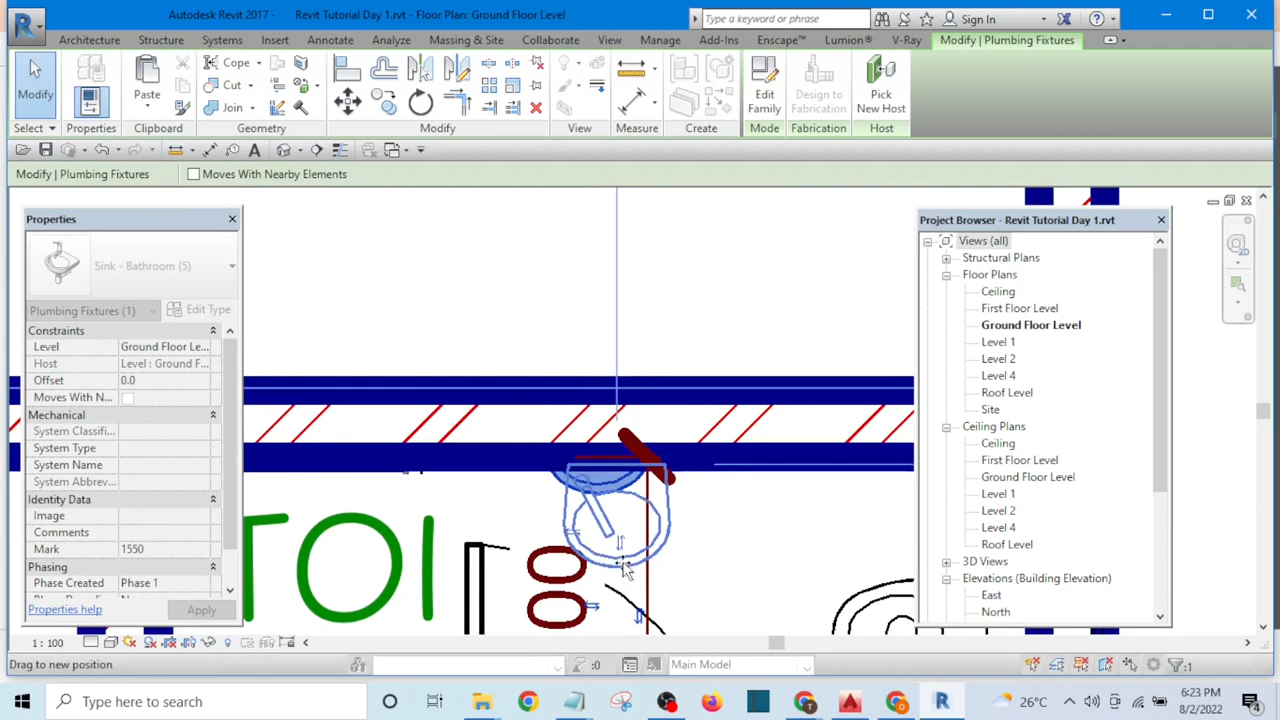 Autodesk Revit 2017 - Revit Tutorial Day 1.rvt - Floor Plan: Ground Floor Level
Type a keyword or phrase
Sign In
Architecture Structure Systems Insert Annotate Analyze Massing & Site Collaborate View Manage Add-Ins Enscape™ Lumion® V-Ray Modify | Plumbing Fixtures
Cope
Cut
Join
Modify
Paste
Edit Family
Design to Fabrication
Pick New Host
Select Properties Clipboard Geometry Modify View Measure Create Mode Fabrication Host
Modify | Plumbing Fixtures
Moves With Nearby Elements
Properties
Sink - Bathroom (5)
Plumbing Fixtures (1)
Edit Type
Constraints
Level Ground Floor Le...
Host Level : Ground F...
Offset 0.0
Moves With N...
Mechanical
System Classifi...
System Type
System Name
System Abbrev...
Identity Data
Image
Comments
Mark 1550
Phasing
Phase Created Phase 1
Properties help
Apply
TOI
00
Project Browser - Revit Tutorial Day 1.rvt
Views (all)
Structural Plans
Floor Plans
Ceiling
First Floor Level
Ground Floor Level
Level 1
Level 2
Level 4
Roof Level
Site
Ceiling Plans
Ceiling
First Floor Level
Ground Floor Level
Level 1
Level 2
Level 4
Roof Level
3D Views
Elevations (Building Elevation)
East
North
1 : 100
Drag to new position
:0
Main Model
:1
Type here to search
26°C
6:23 PM
8/2/2022
4